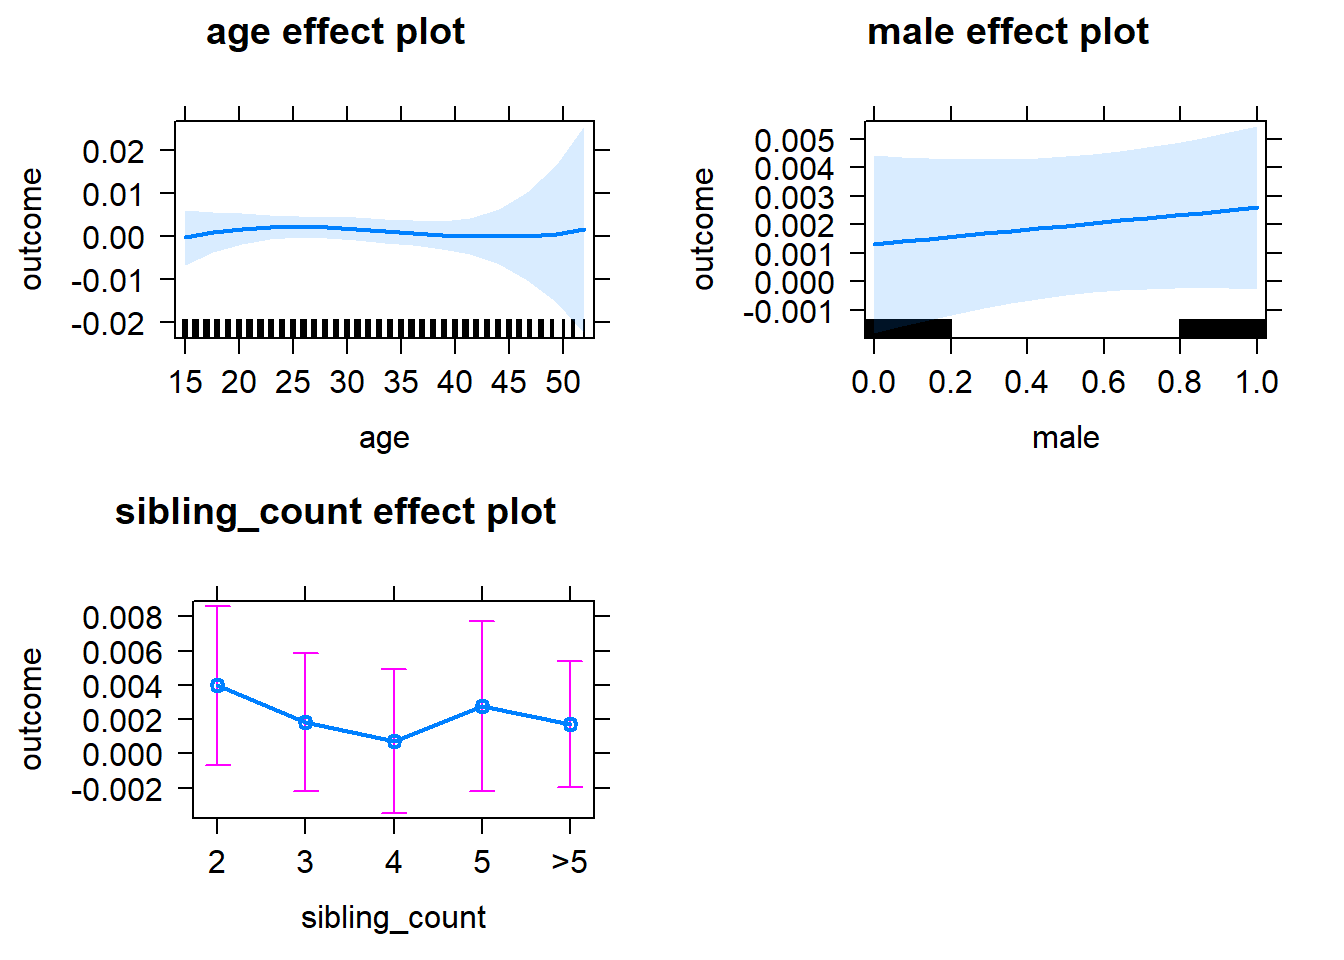 age effect plot
outcome
0.02
0.01
0.00
-0.01
-0.02
15 20 25 30 35 40 45 50
age
male effect plot
outcome
0.005
0.004
0.003
0.002
0.001
0.000
-0.001
0.0 0.2 0.4 0.6 0.8 1.0
male
sibling_count effect plot
outcome
0.008
0.006
0.004
0.002
0.000
-0.002
2 3 4 5 >5
sibling_count